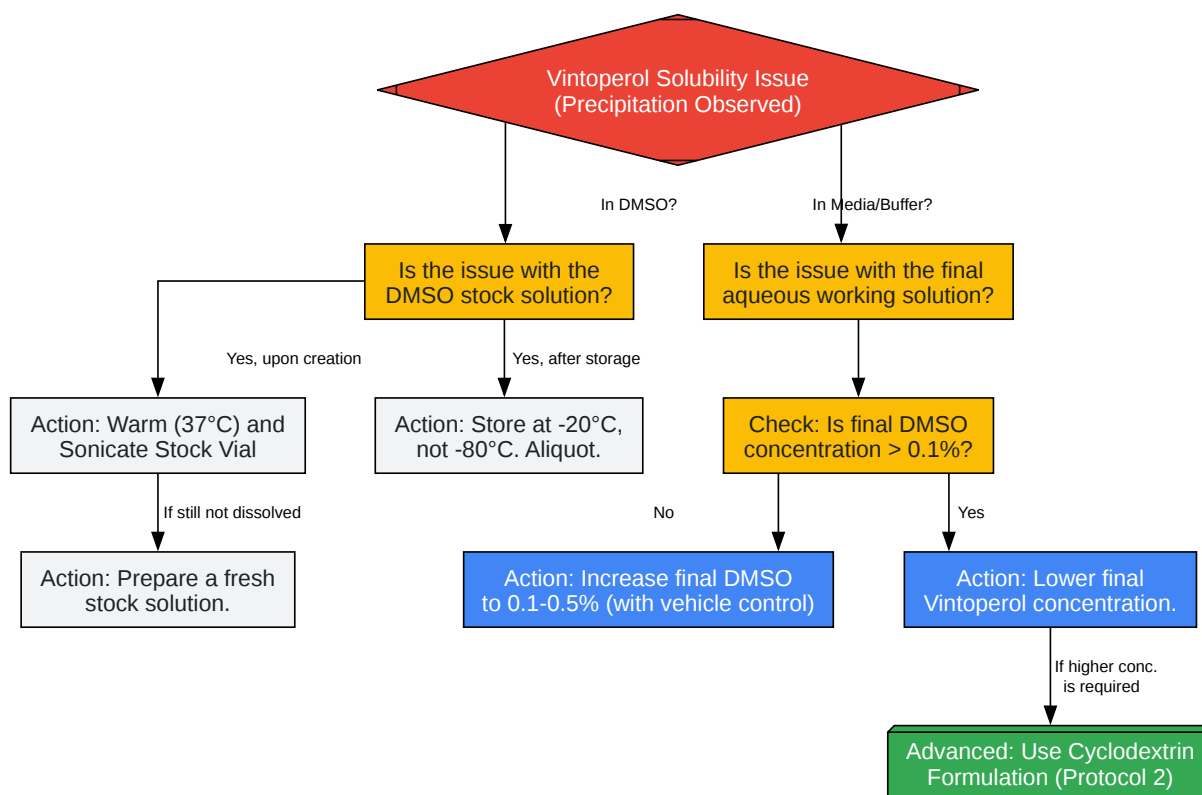 Vintoperol Solubility Issue
(Precipitation Observed)
In DMSO?
In Media/Buffer?
Is the issue with the
DMSO stock solution?
Is the issue with the final
aqueous working solution?
Yes, upon creation
Yes, after storage
Action: Warm (37°C) and
Sonicate Stock Vial
Action: Store at -20°C,
not -80°C. Aliquot.
Check: Is final DMSO
concentration > 0.1%?
If still not dissolved
No
Yes
Action: Prepare a fresh
stock solution.
Action: Increase final DMSO
to 0.1-0.5% (with vehicle control)
Action: Lower final
Vintoperol concentration.
If higher conc.
is required
Advanced: Use Cyclodextrin
Formulation (Protocol 2)